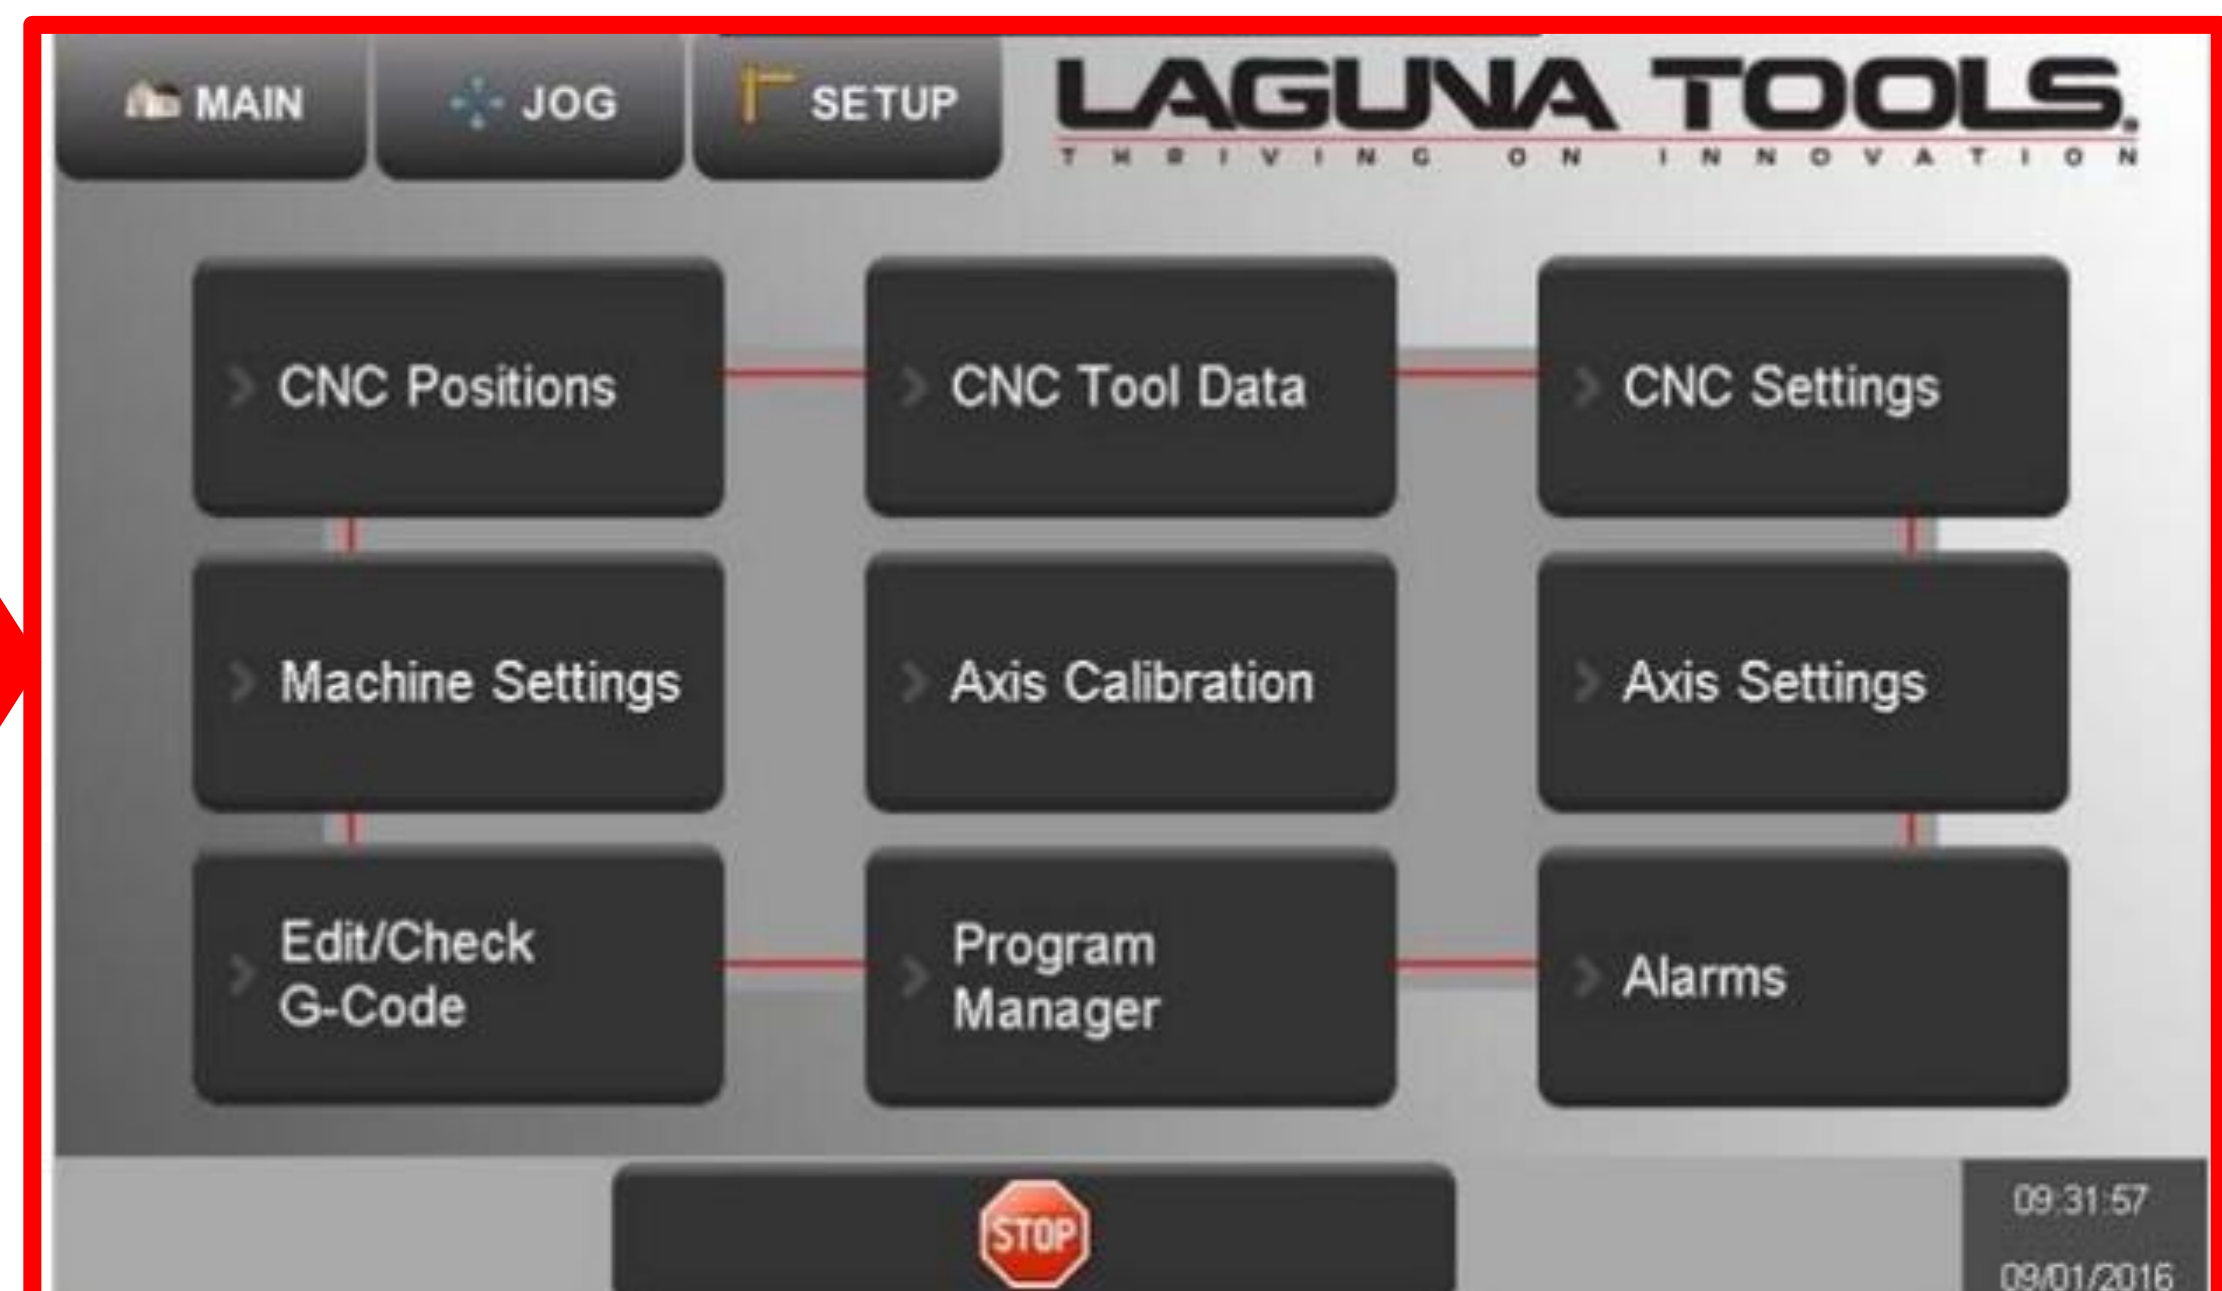 MAIN JOG SETUP
LAGUNA TOOLS®
THRIVING ON INNOVATION
CNC Positions
CNC Tool Data
CNC Settings
Machine Settings
Axis Calibration
Axis Settings
Edit/Check
G-Code
Program
Manager
Alarms
STOP
09:31:57
09/01/2016